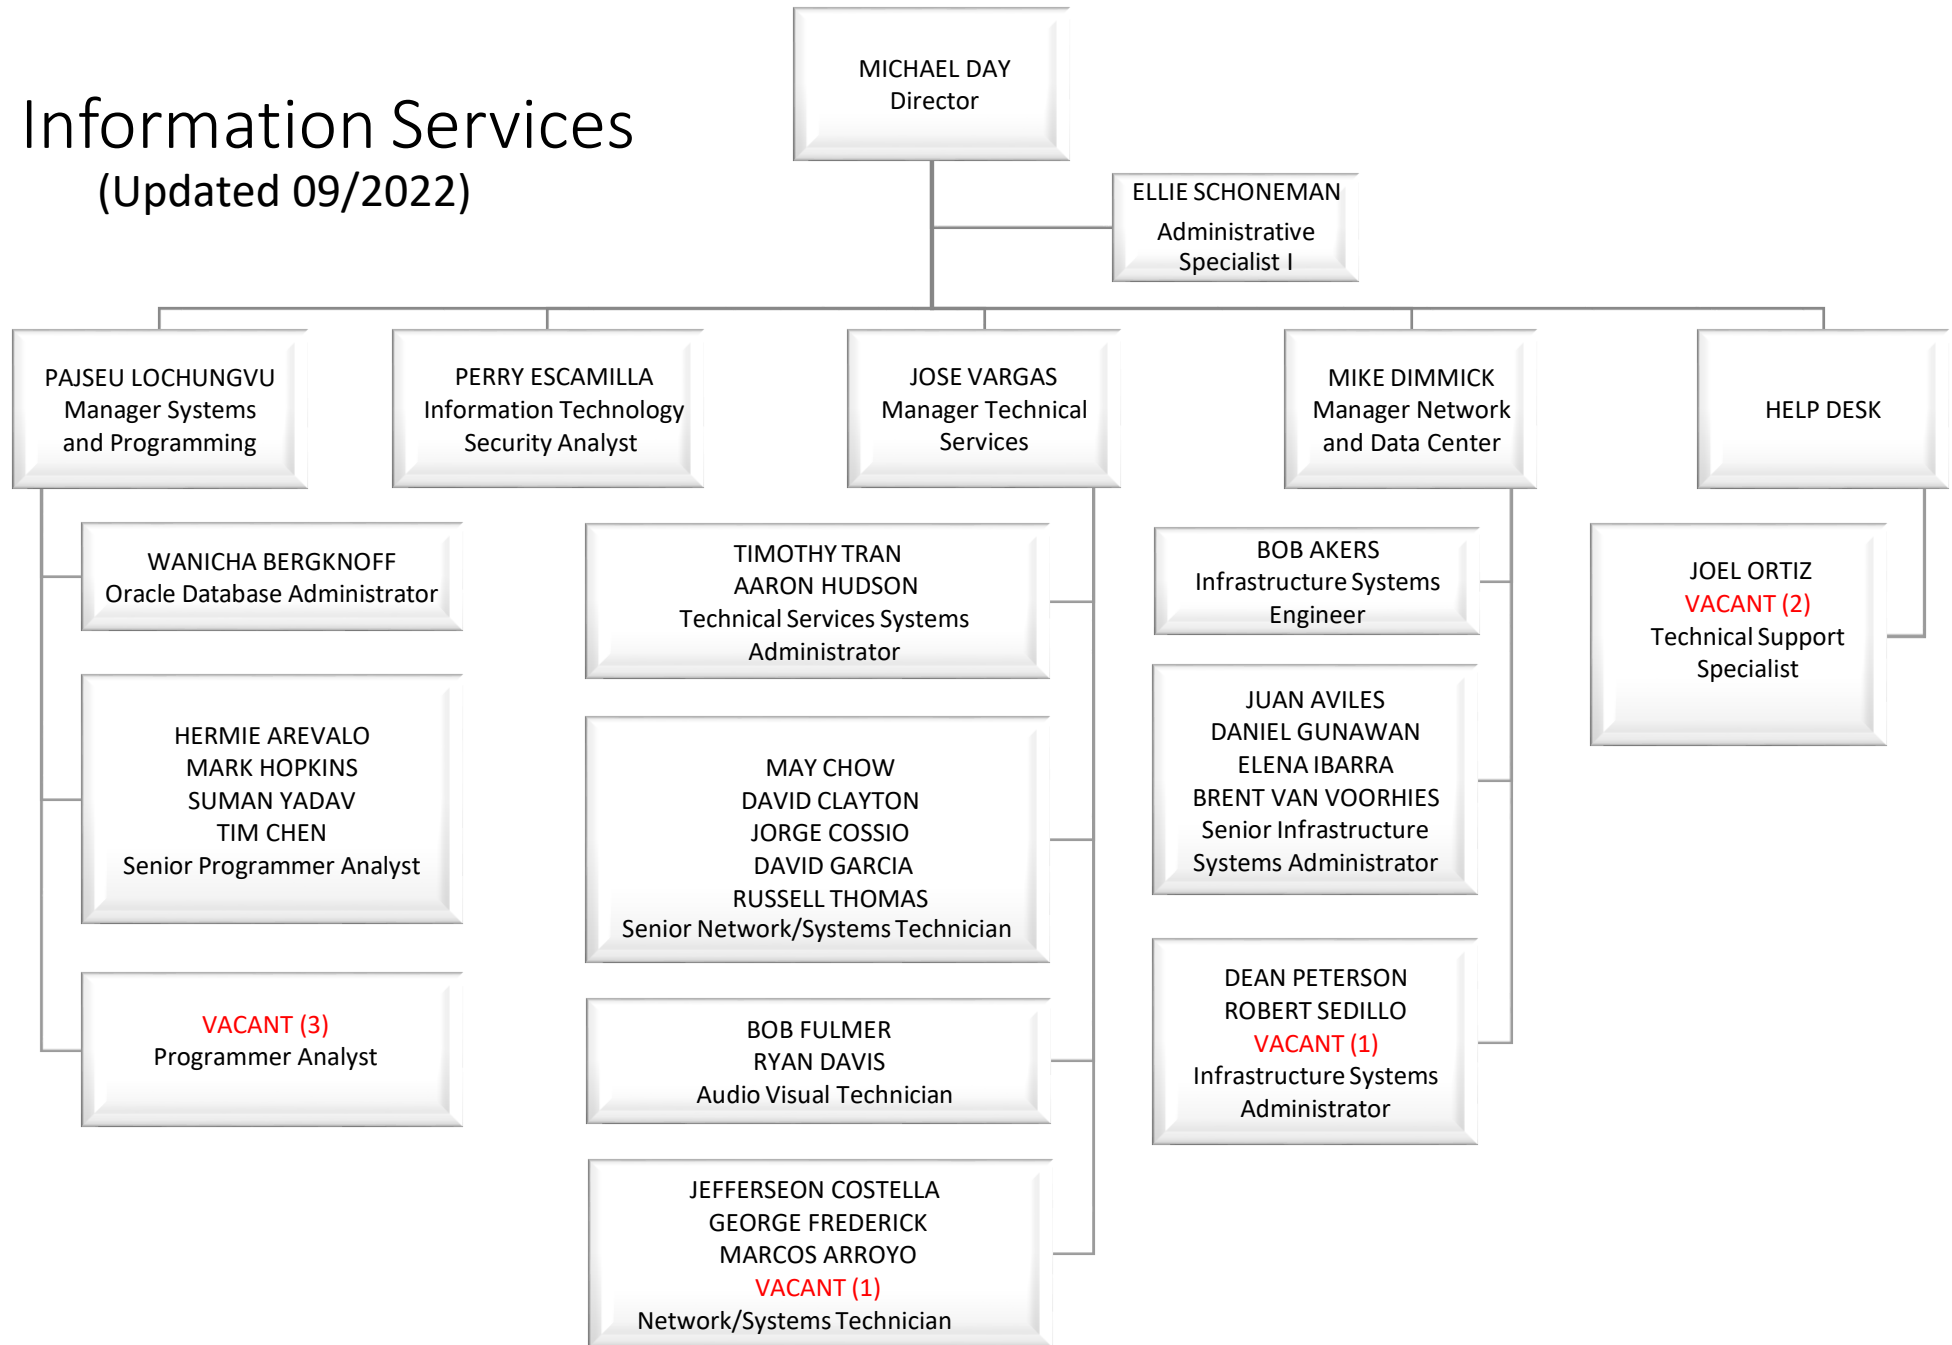 Information Services
(Updated 09/2022)
MICHAEL DAY
Director
ELLIE SCHONEMAN
Administrative
Specialist I
PAJSEU LOCHUNGVU
Manager Systems
and Programming
PERRY ESCAMILLA
Information Technology
Security Analyst
JOSE VARGAS
Manager Technical
Services
MIKE DIMMICK
Manager Network
and Data Center
HELP DESK
WANICHA BERGKNOFF
Oracle Database Administrator
HERMIE AREVALO
MARK HOPKINS
SUMAN YADAV
TIM CHEN
Senior Programmer Analyst
VACANT (3)
Programmer Analyst
TIMOTHY TRAN
AARON HUDSON
Technical Services Systems
Administrator
MAY CHOW
DAVID CLAYTON
JORGE COSSIO
DAVID GARCIA
RUSSELL THOMAS
Senior Network/Systems Technician
BOB FULMER
RYAN DAVIS
Audio Visual Technician
JEFFERSEON COSTELLA
GEORGE FREDERICK
MARCOS ARROYO
VACANT (1)
Network/Systems Technician
BOB AKERS
Infrastructure Systems
Engineer
JUAN AVILES
DANIEL GUNAWAN
ELENA IBARRA
BRENT VAN VOORHIES
Senior Infrastructure
Systems Administrator
DEAN PETERSON
ROBERT SEDILLO
VACANT (1)
Infrastructure Systems
Administrator
JOEL ORTIZ
VACANT (2)
Technical Support
Specialist